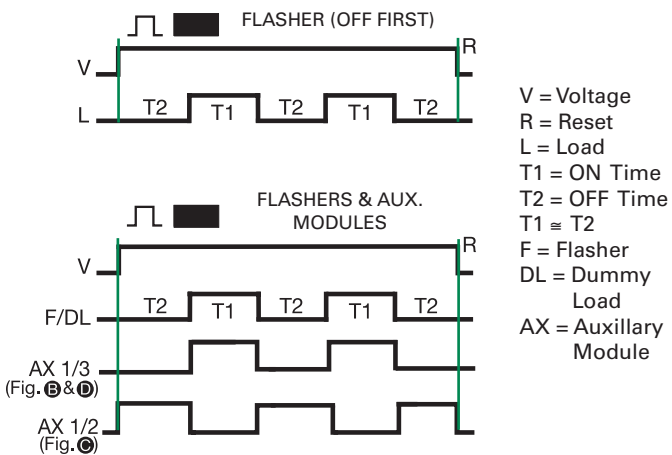 FLASHER (OFF FIRST)
R
V
L
T2 T1 T2 T1 T2
FLASHERS & AUX.
MODULES
R
V
F/DL
T2 T1 T2 T1 T2
AX 1/3
(Fig. B & D)
AX 1/2
(Fig. C)
V = Voltage
R = Reset
L = Load
T1 = ON Time
T2 = OFF Time
T1 ≅ T2
F = Flasher
DL = Dummy
Load
AX = Auxillary
Module